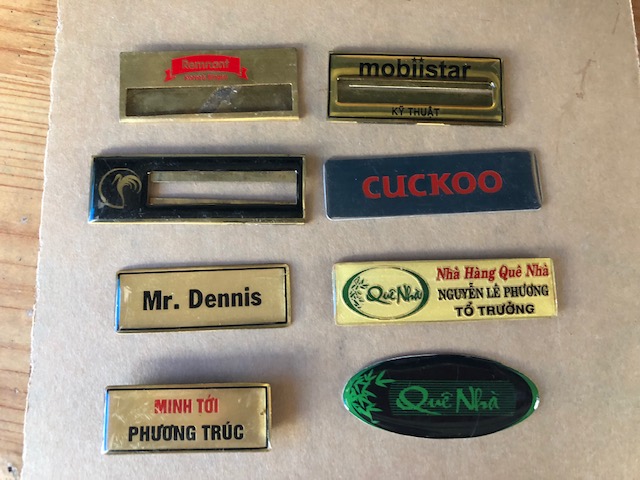 Remnant
mobiistar
KỸ THUẬT
CUCKOO
Mr. Dennis
Quê Nhà
Nhà Hàng Quê Nhà
NGUYỄN LÊ PHƯƠNG
TỔ TRƯỞNG
MINH TỚI
PHƯƠNG TRÚC
Quê Nhà